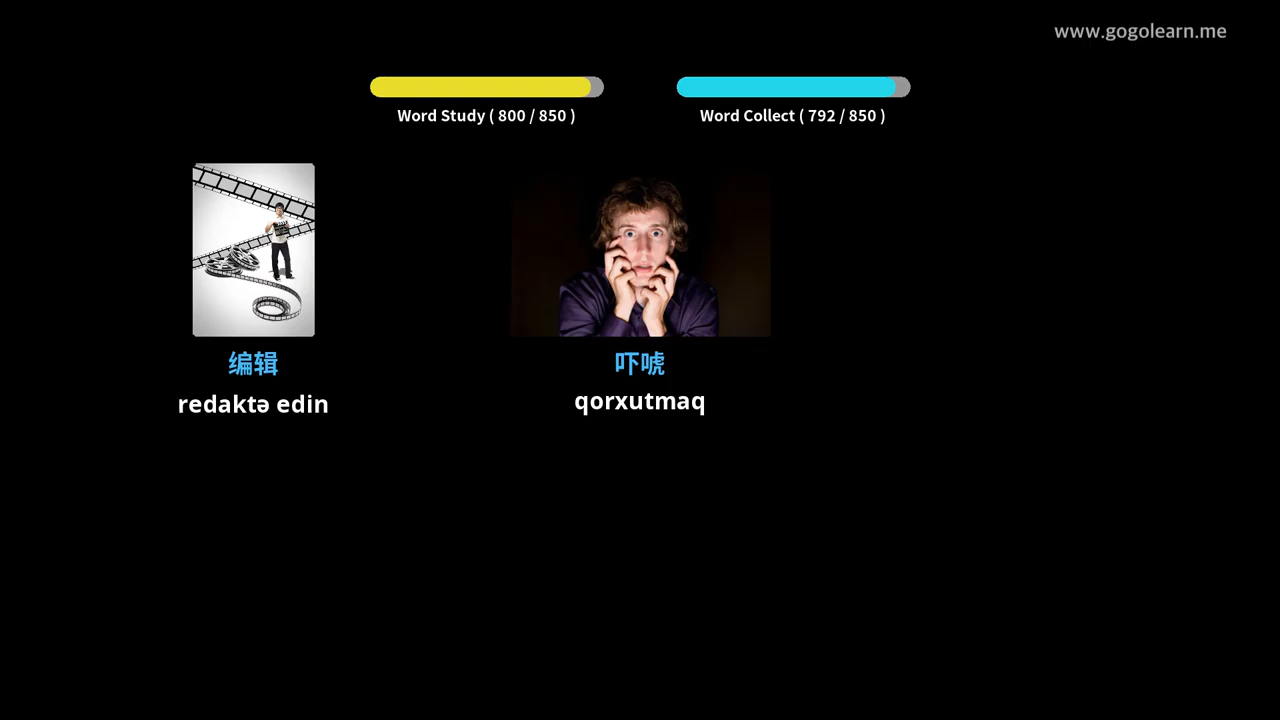 www.gogolearn.me
Word Study ( 800 / 850 )
Word Collect ( 792 / 850 )
编辑
redaktə edin
吓唬
qorxutmaq